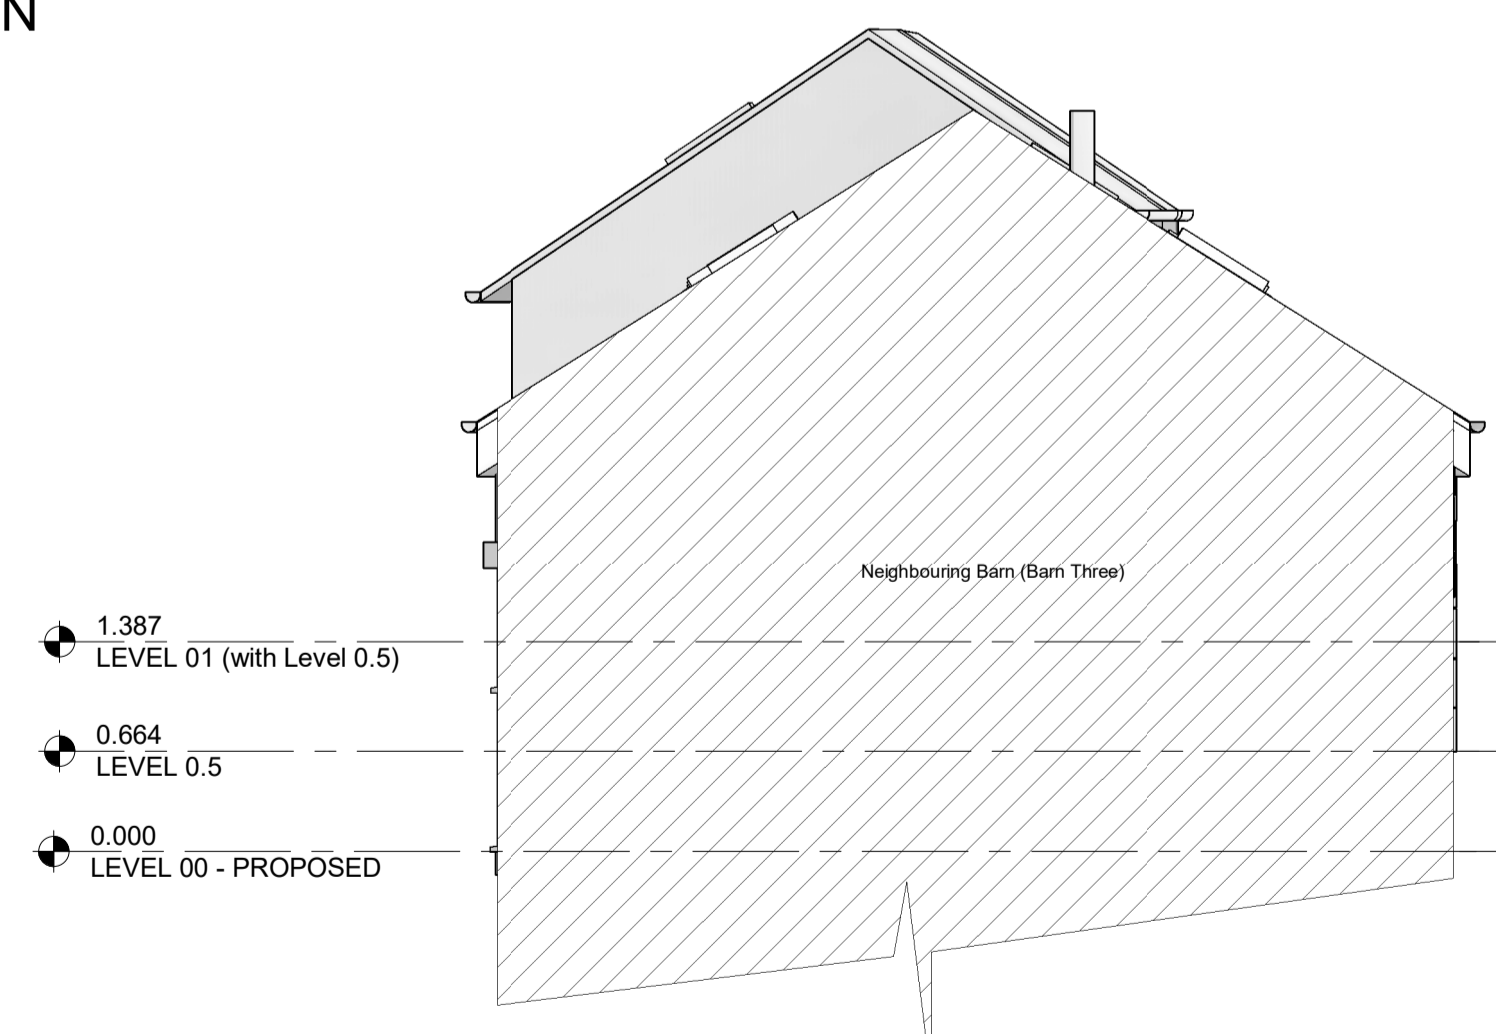 N
Neighbouring Barn (Barn Three)
1.387
LEVEL 01 (with Level 0.5)
0.664
LEVEL 0.5
0.000
LEVEL 00 - PROPOSED